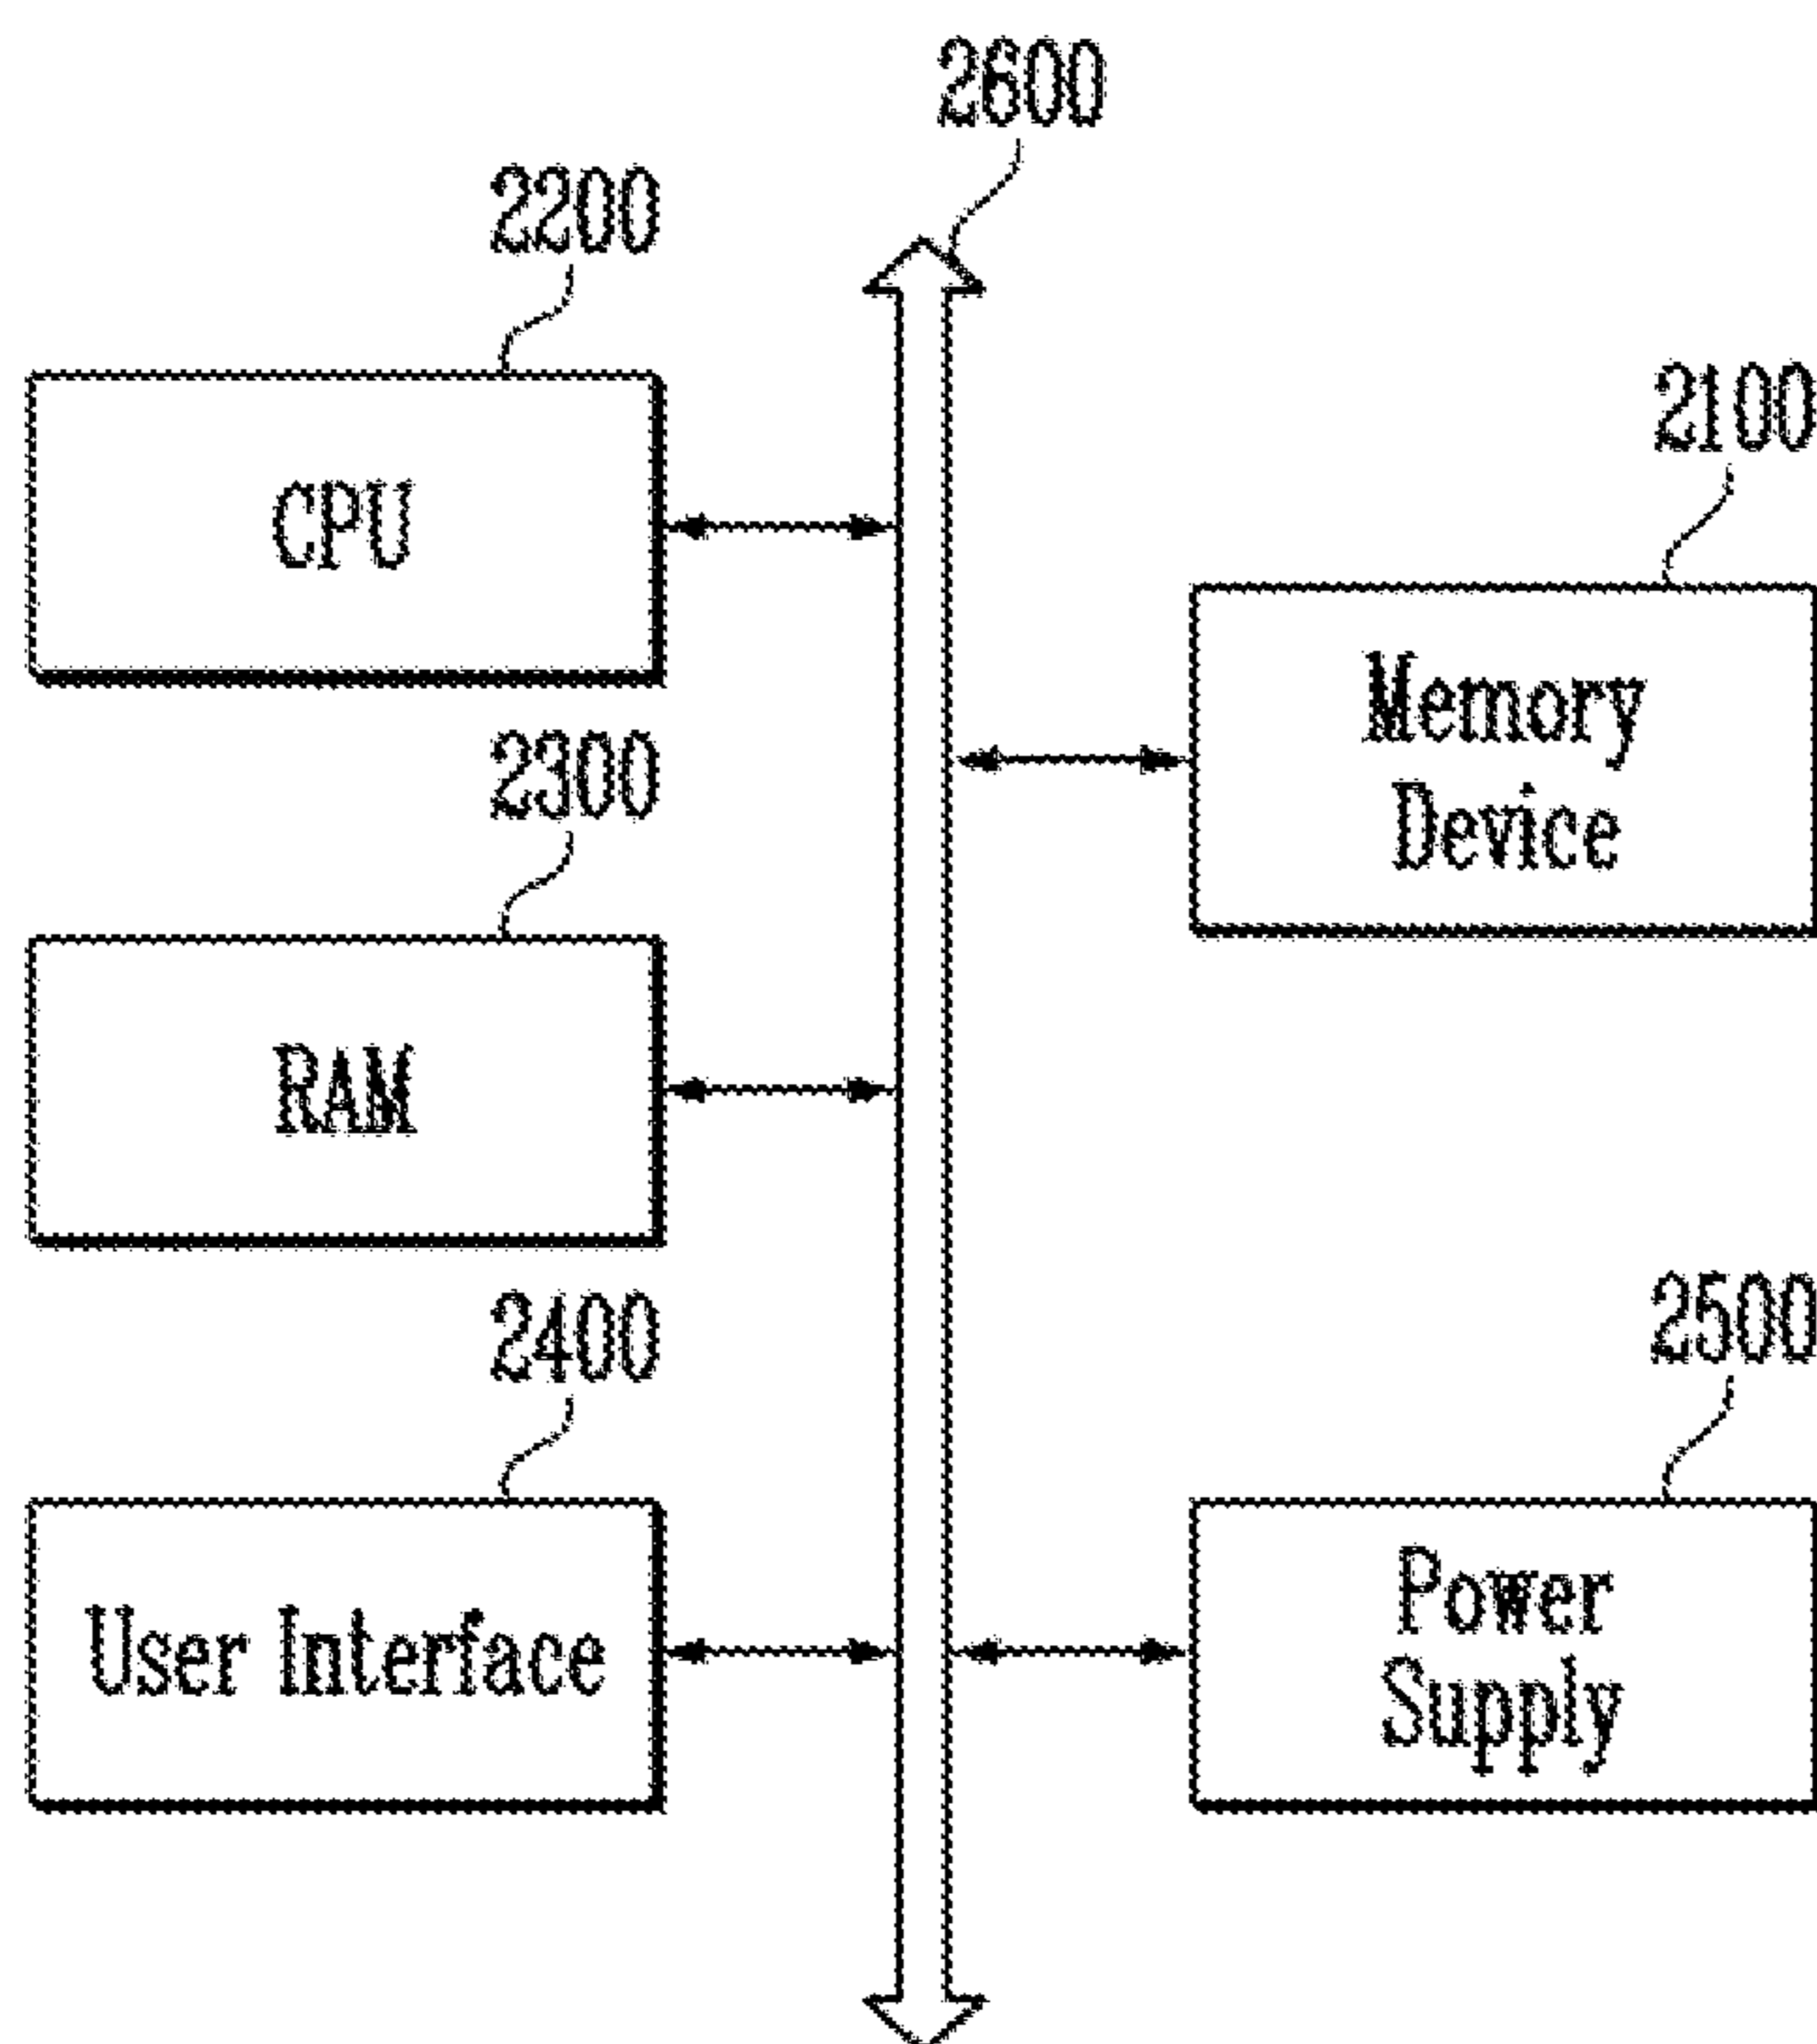 2600
2200
CPU
2100
Memory
Device
2300
RAM
2400
User Interface
2500
Power
Supply